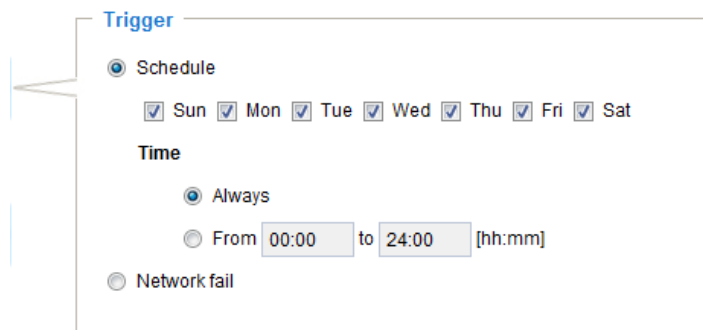 Trigger
Schedule
Sun Mon Tue Wed Thu Fri Sat
Time
Always
From 00:00 to 24:00 [hh:mm]
Network fail